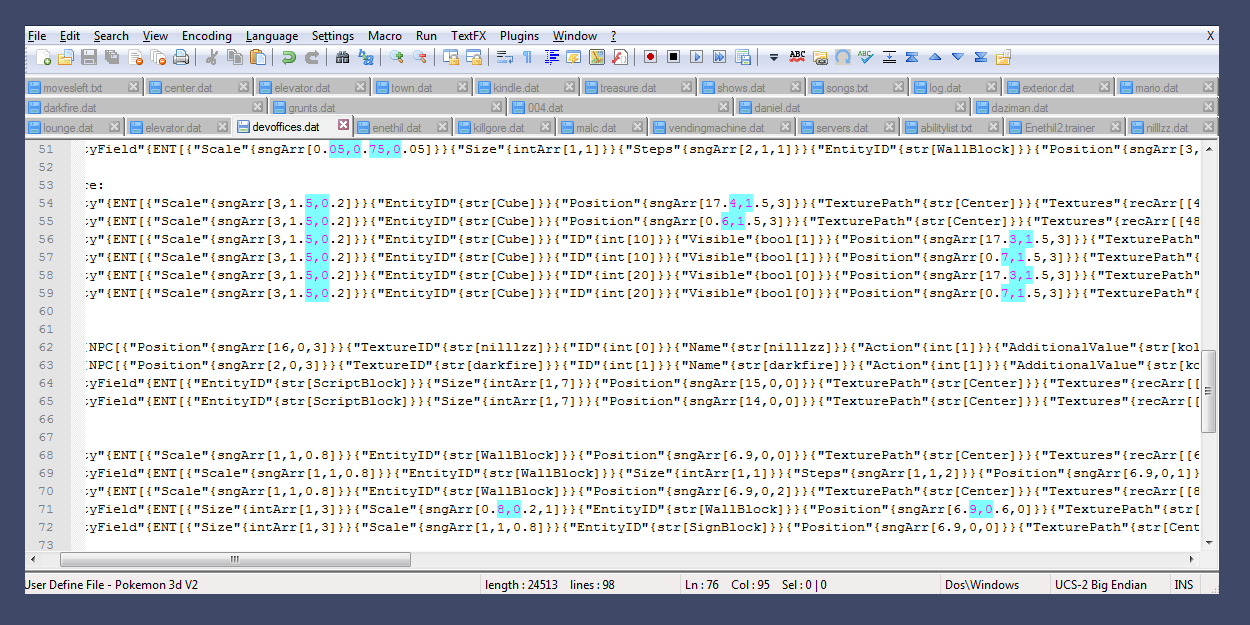 File Edit Search View Encoding Language Settings Macro Run TextFX Plugins Window ? X
movesleft.txt center.dat elevator.dat town.dat kindle.dat treasure.dat shows.dat songs.txt log.dat exterior.dat mario.dat
darkfire.dat grunts.dat 004.dat daniel.dat daziman.dat
lounge.dat elevator.dat devoffices.dat enethil.dat killgore.dat malc.dat vendingmachine.dat servers.dat abilitylist.txt Enethil2.trainer nilllzz.dat
51 :yField"{ENT[{"Scale"{sngArr[0.05,0.75,0.05]}}{"Size"{intArr[1,1]}}{"Steps"{sngArr[2,1,1]}}{"EntityID"{str[WallBlock]}}{"Position"{sngArr[3,
52
53 :e:
54 :y"{ENT[{"Scale"{sngArr[3,1.5,0.2]}}{"EntityID"{str[Cube]}}{"Position"{sngArr[17.4,1.5,3]}}{"TexturePath"{str[Center]}}{"Textures"{recArr[[4
55 :y"{ENT[{"Scale"{sngArr[3,1.5,0.2]}}{"EntityID"{str[Cube]}}{"Position"{sngArr[0.6,1.5,3]}}{"TexturePath"{str[Center]}}{"Textures"{recArr[[48
56 :y"{ENT[{"Scale"{sngArr[3,1.5,0.2]}}{"EntityID"{str[Cube]}}{"ID"{int[10]}}{"Visible"{bool[1]}}{"Position"{sngArr[17.3,1.5,3]}}{"TexturePath"
57 :y"{ENT[{"Scale"{sngArr[3,1.5,0.2]}}{"EntityID"{str[Cube]}}{"ID"{int[10]}}{"Visible"{bool[1]}}{"Position"{sngArr[0.7,1.5,3]}}{"TexturePath"{
58 :y"{ENT[{"Scale"{sngArr[3,1.5,0.2]}}{"EntityID"{str[Cube]}}{"ID"{int[20]}}{"Visible"{bool[0]}}{"Position"{sngArr[17.3,1.5,3]}}{"TexturePath"
59 :y"{ENT[{"Scale"{sngArr[3,1.5,0.2]}}{"EntityID"{str[Cube]}}{"ID"{int[20]}}{"Visible"{bool[0]}}{"Position"{sngArr[0.7,1.5,3]}}{"TexturePath"{
60
61
62 NPC[{"Position"{sngArr[16,0,3]}}{"TextureID"{str[nilllzz]}}{"ID"{int[0]}}{"Name"{str[nilllzz]}}{"Action"{int[1]}}{"AdditionalValue"{str[kol
63 NPC[{"Position"{sngArr[2,0,3]}}{"TextureID"{str[darkfire]}}{"ID"{int[1]}}{"Name"{str[darkfire]}}{"Action"{int[1]}}{"AdditionalValue"{str[kc
64 :yField"{ENT[{"EntityID"{str[ScriptBlock]}}{"Size"{intArr[1,7]}}{"Position"{sngArr[15,0,0]}}{"TexturePath"{str[Center]}}{"Textures"{recArr[[
65 :yField"{ENT[{"EntityID"{str[ScriptBlock]}}{"Size"{intArr[1,7]}}{"Position"{sngArr[14,0,0]}}{"TexturePath"{str[Center]}}{"Textures"{recArr[[
66
67
68 :y"{ENT[{"Scale"{sngArr[1,1,0.8]}}{"EntityID"{str[WallBlock]}}{"Position"{sngArr[6.9,0,0]}}{"TexturePath"{str[Center]}}{"Textures"{recArr[[6
69 :yField"{ENT[{"Scale"{sngArr[1,1,0.8]}}{"EntityID"{str[WallBlock]}}{"Size"{intArr[1,1]}}{"Steps"{sngArr[1,1,2]}}{"Position"{sngArr[6.9,0,1]}
70 :y"{ENT[{"Scale"{sngArr[1,1,0.8]}}{"EntityID"{str[WallBlock]}}{"Position"{sngArr[6.9,0,2]}}{"TexturePath"{str[Center]}}{"Textures"{recArr[[8
71 :yField"{ENT[{"Size"{intArr[1,3]}}{"Scale"{sngArr[0.8,0.2,1]}}{"EntityID"{str[WallBlock]}}{"Position"{sngArr[6.9,0.6,0]}}{"TexturePath"{str[
72 :yField"{ENT[{"Size"{intArr[1,3]}}{"Scale"{sngArr[1,1,0.8]}}{"EntityID"{str[SignBlock]}}{"Position"{sngArr[6.9,0,0]}}{"TexturePath"{str[Cent
73
User Define File - Pokemon 3d V2 length : 24513 lines : 98 Ln : 76 Col : 95 Sel : 0 | 0 Dos\Windows UCS-2 Big Endian INS